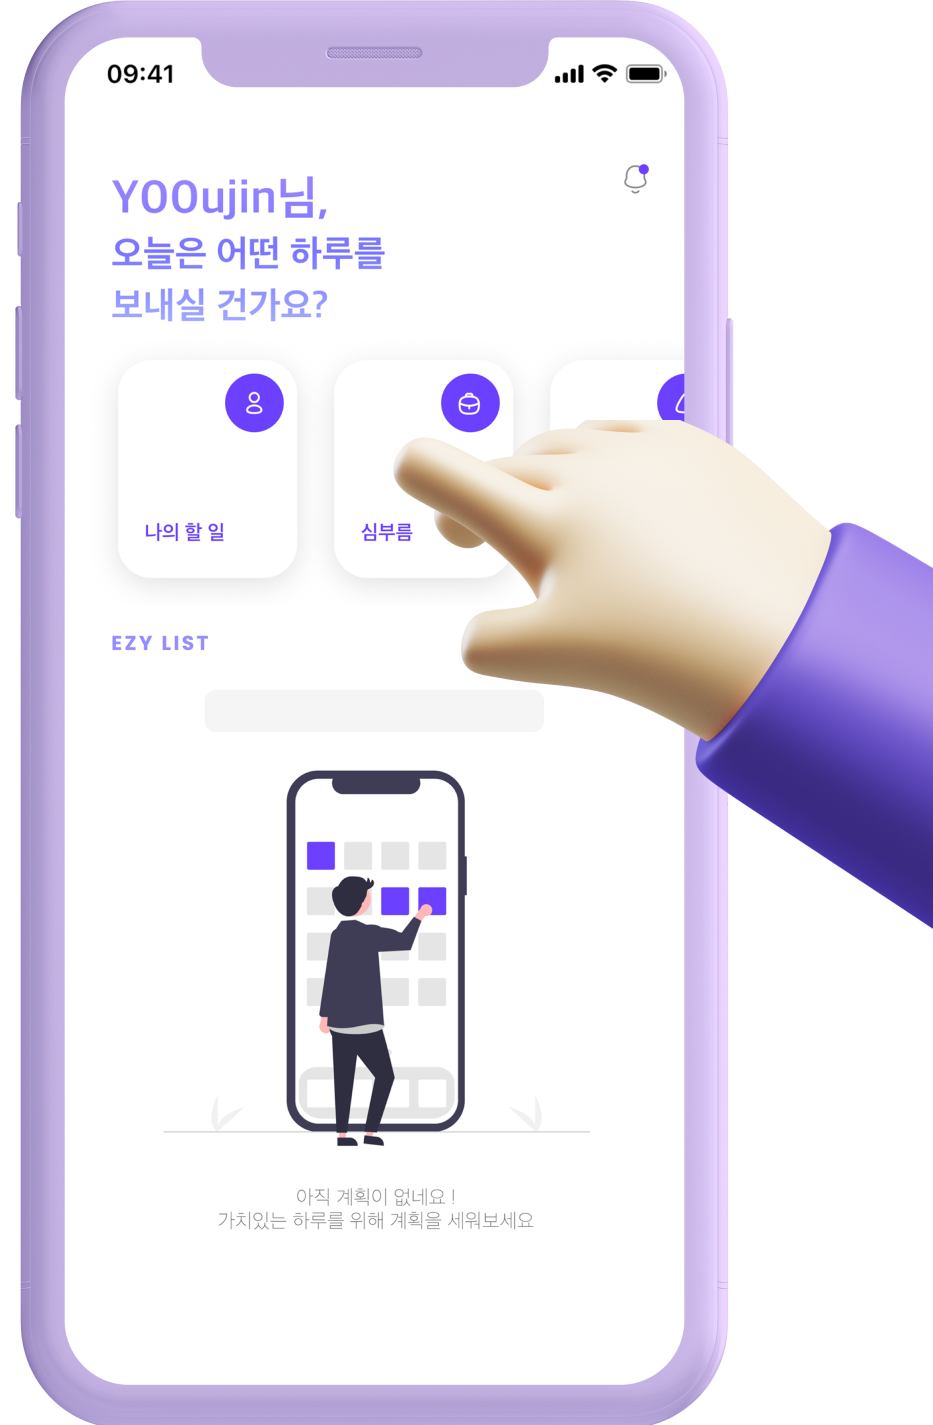 09:41
Y00ujin님,
오늘은 어떤 하루를
보내실 건가요?
나의 할 일
심부름
EZY LIST
아직 계획이 없네요 !
가치있는 하루를 위해 계획을 세워보세요